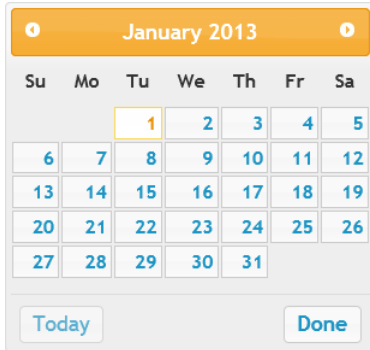 January 2013
Su Mo Tu We Th Fr Sa
1 2 3 4 5
6 7 8 9 10 11 12
13 14 15 16 17 18 19
20 21 22 23 24 25 26
27 28 29 30 31
Today Done